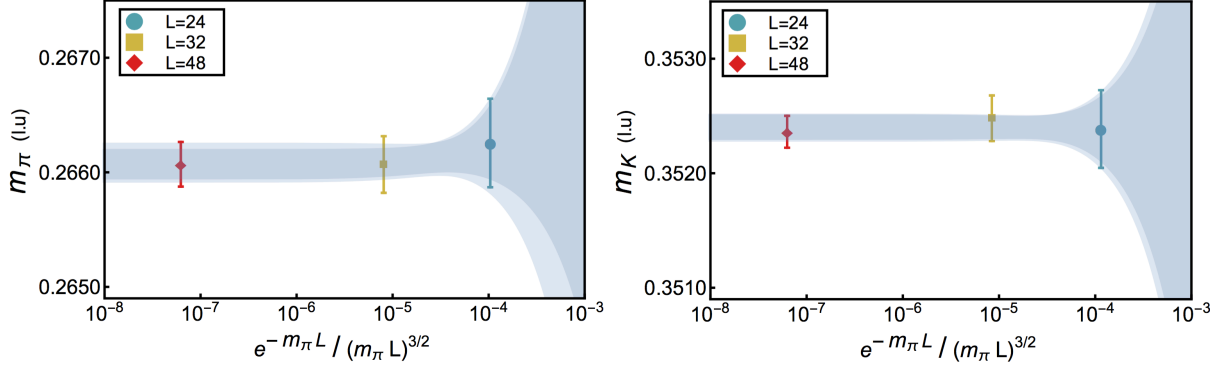 L=24
L=32
L=48
0.2670
0.2660
0.2650
m_π (l.u)
10^-8 10^-7 10^-6 10^-5 10^-4 10^-3
e^{-m_π L} / (m_π L)^{3/2}
L=24
L=32
L=48
0.3530
0.3520
0.3510
m_K (l.u)
10^-8 10^-7 10^-6 10^-5 10^-4 10^-3
e^{-m_π L} / (m_π L)^{3/2}